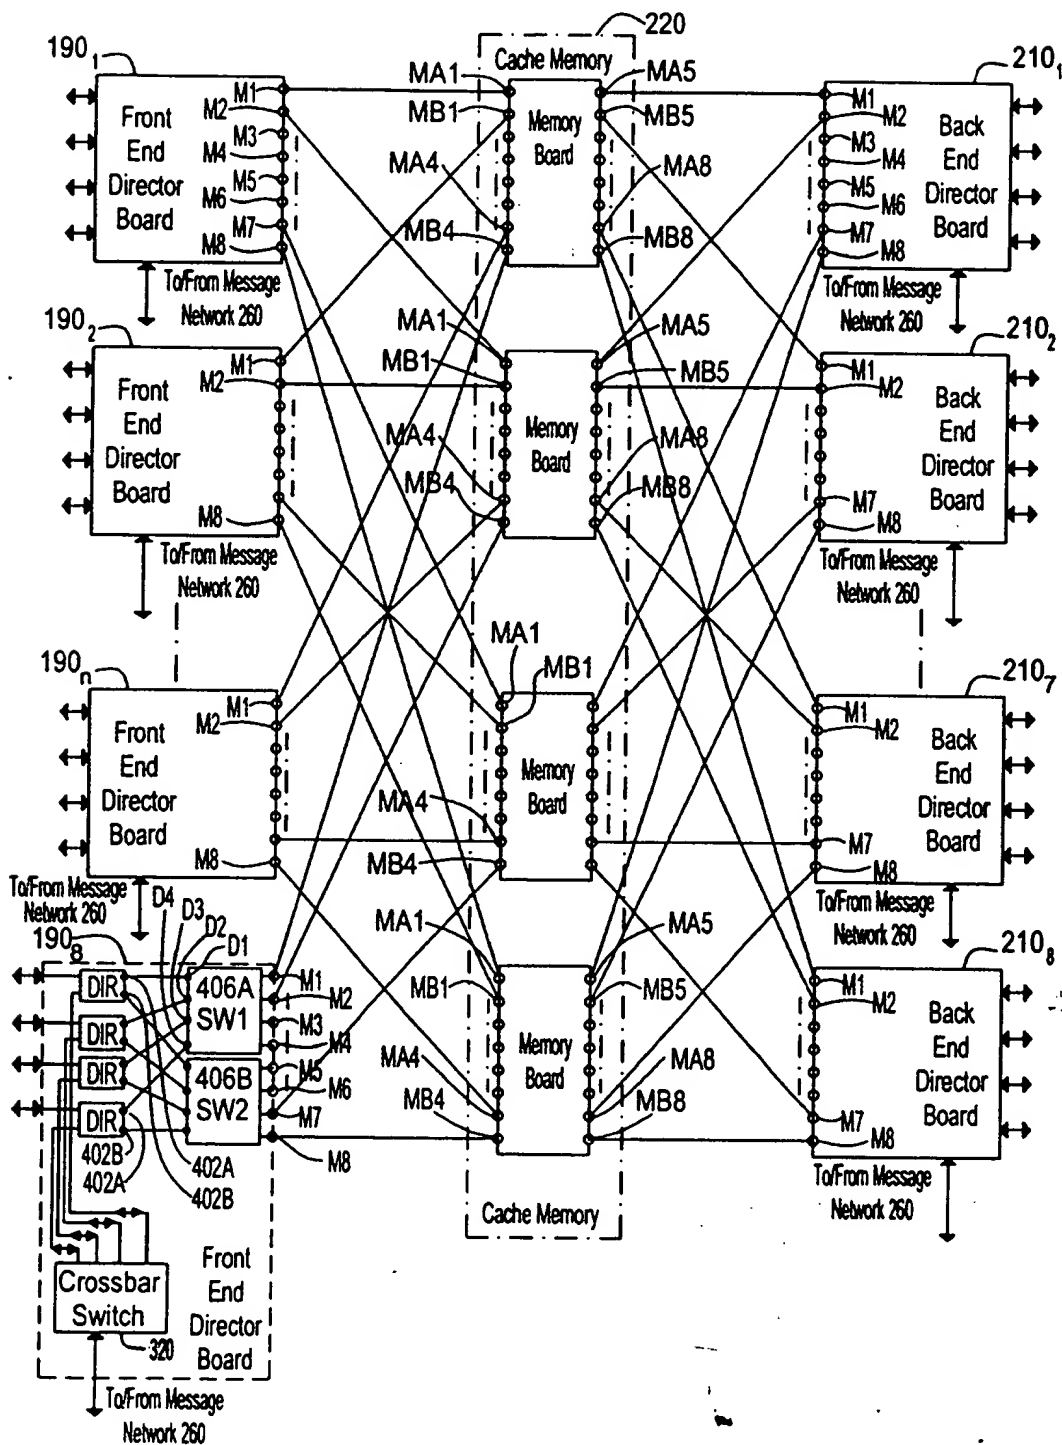 220
190₁
210₁
Cache Memory
MA1
MA5
MB1
MB5
M1
M2
M3
M4
M5
M6
M7
M8
Front
End
Director
Board
Memory
Board
M1
M2
M3
M4
M5
M6
M7
M8
Back
End
Director
Board
MA4
MA8
MB4
MB8
To/From Message
Network 260
To/From Message
Network 260
190₂
210₂
MA1
MA5
MB1
MB5
M1
M2
M8
Front
End
Director
Board
Memory
Board
M1
M2
M7
M8
Back
End
Director
Board
MA4
MA8
MB4
MB8
To/From Message
Network 260
To/From Message
Network 260
190n
210₇
MA1
MB1
M1
M2
M8
Front
End
Director
Board
Memory
Board
M1
M2
M7
M8
Back
End
Director
Board
MA4
MB4
To/From Message
Network 260
To/From Message
Network 260
D4
D3
D2
D1
190₈
210₈
MA1
MA5
MB1
MB5
DIR
DIR
DIR
DIR
406A
SW1
406B
SW2
M1
M2
M3
M4
M5
M6
M7
M8
Memory
Board
M1
M2
M7
M8
Back
End
Director
Board
MA4
MA8
MB4
MB8
402B
402A
402A
402B
To/From Message
Network 260
Cache Memory
Crossbar
Switch
320
Front
End
Director
Board
To/From Message
Network 260